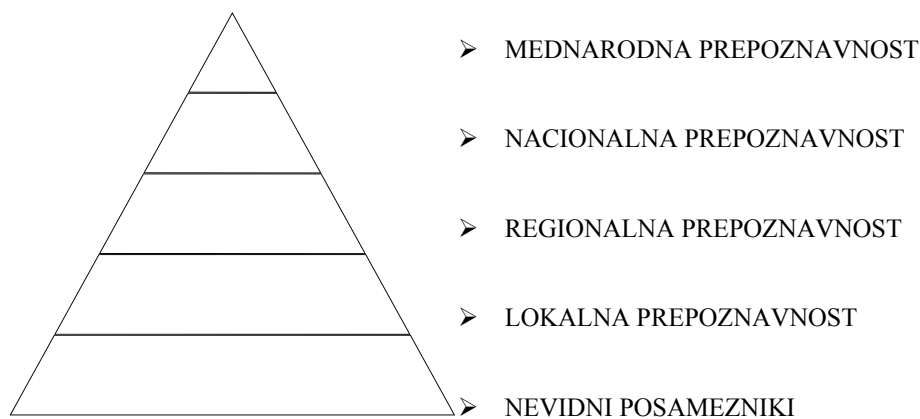 ➢ MEDNARODNA PREPOZNAVNOST
➢ NACIONALNA PREPOZNAVNOST
➢ REGIONALNA PREPOZNAVNOST
➢ LOKALNA PREPOZNAVNOST
➢ NEVIDNI POSAMEZNIKI